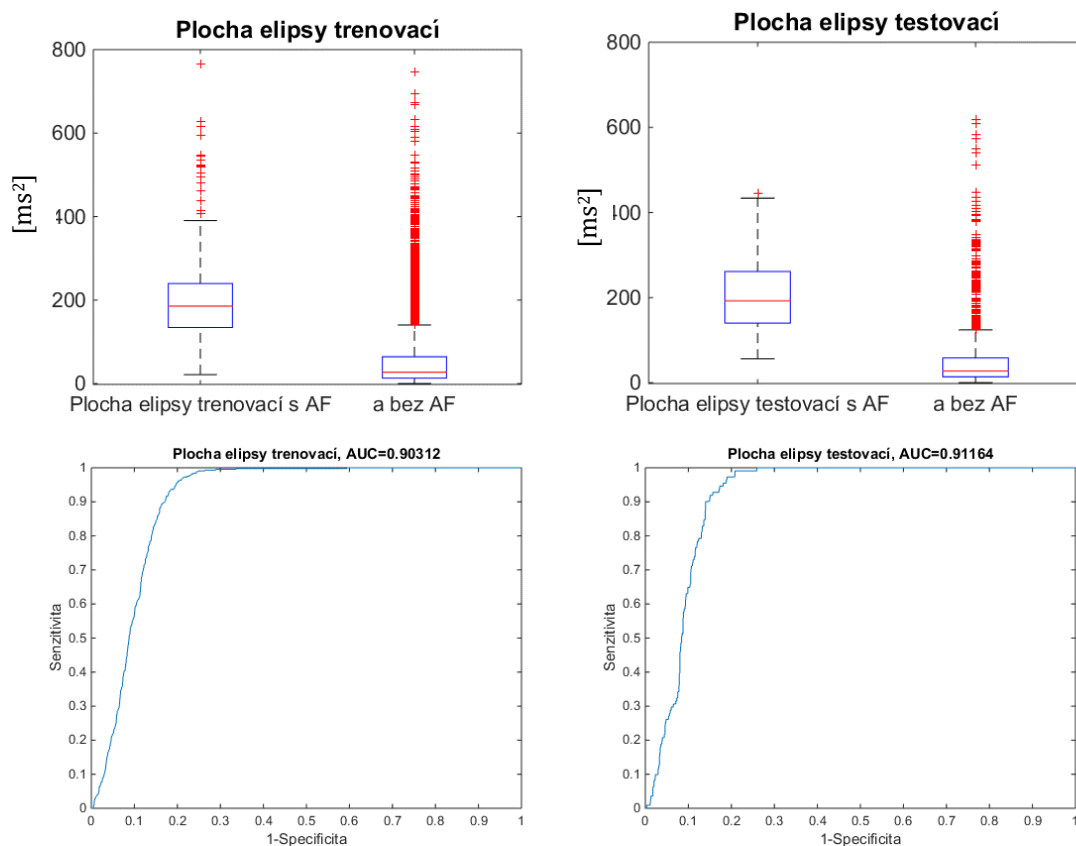 Plocha elipsy trenovací
800
600
400
200
0
[ms²]
Plocha elipsy trenovací s AF
a bez AF
Plocha elipsy testovací
800
600
400
200
0
[ms²]
Plocha elipsy testovací s AF
a bez AF
Plocha elipsy trenovací, AUC=0.90312
1
0.9
0.8
0.7
0.6
0.5
0.4
0.3
0.2
0.1
0
Senzitivita
0 0.1 0.2 0.3 0.4 0.5 0.6 0.7 0.8 0.9 1
1-Specificita
Plocha elipsy testovací, AUC=0.91164
1
0.9
0.8
0.7
0.6
0.5
0.4
0.3
0.2
0.1
0
Senzitivita
0 0.1 0.2 0.3 0.4 0.5 0.6 0.7 0.8 0.9 1
1-Specificita